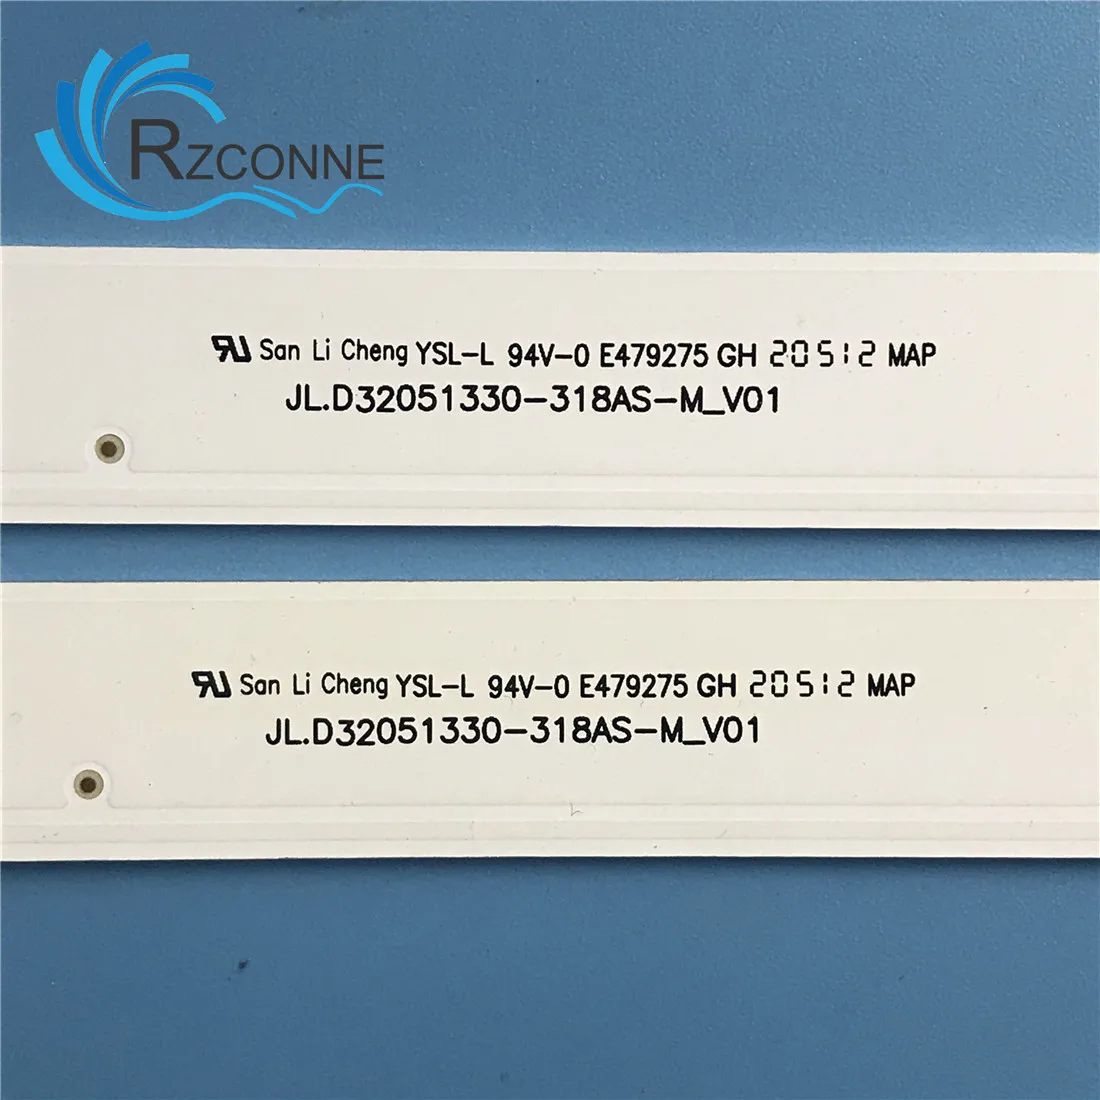 RZCONNE
San Li Cheng YSL-L 94V-0 E479275 GH 20512 MAP
JL.D32051330-318AS-M_V01
San Li Cheng YSL-L 94V-0 E479275 GH 20512 MAP
JL.D32051330-318AS-M_V01